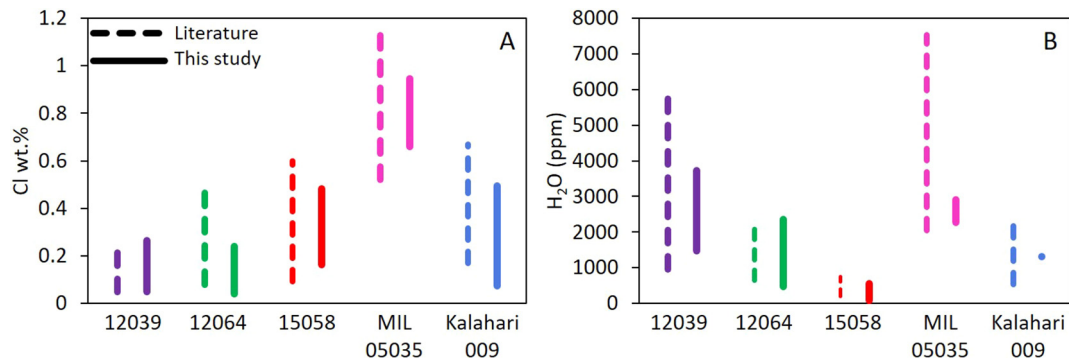 1.2
1
0.8
0.6
0.4
0.2
0
Cl wt.%
Literature
This study
A
12039 12064 15058 MIL 05035 Kalahari 009
8000
7000
6000
5000
4000
3000
2000
1000
0
H₂O (ppm)
B
12039 12064 15058 MIL 05035 Kalahari 009